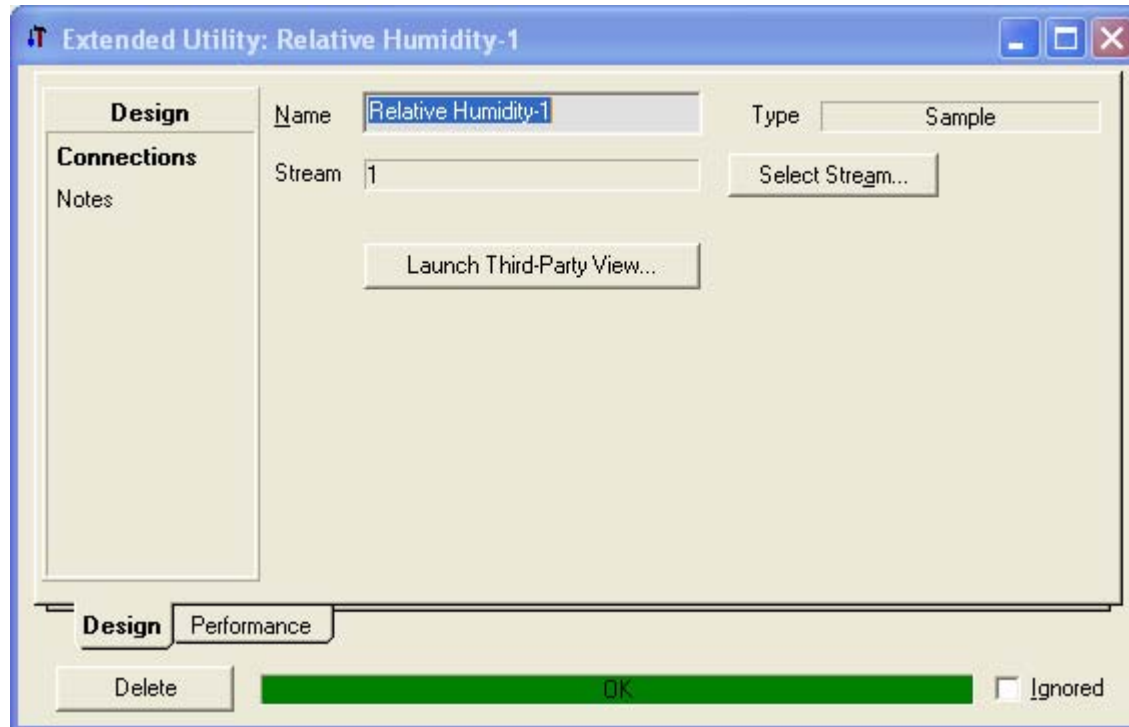 Extended Utility: Relative Humidity-1
Design
Connections
Notes
Name Relative Humidity-1 Type Sample
Stream 1 Select Stream...
Launch Third-Party View...
Design Performance
Delete OK Ignored